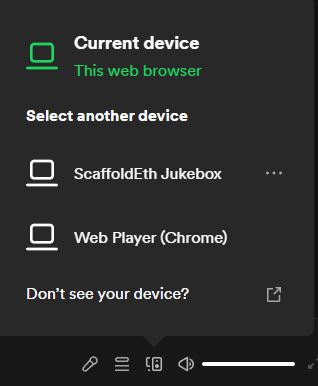 Current device
This web browser
Select another device
ScaffoldEth Jukebox
Web Player (Chrome)
Don’t see your device?